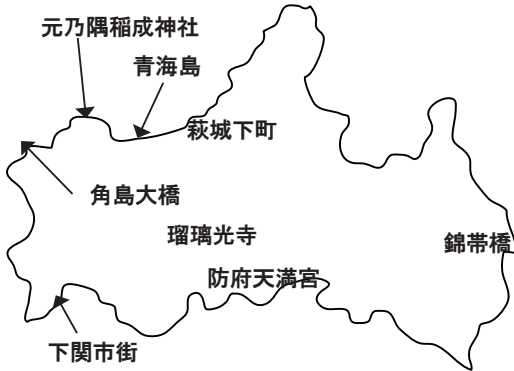 元乃隅稲成神社
青海島
萩城下町
角島大橋
瑠璃光寺
錦帯橋
防府天満宮
下関市街